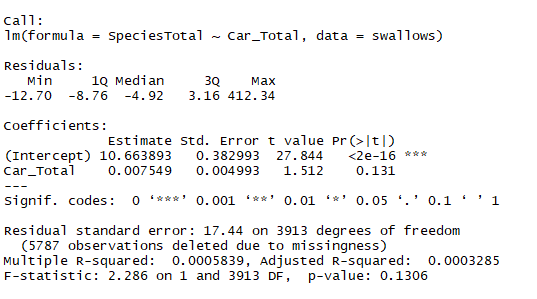 Call:
lm(formula = SpeciesTotal ~ Car_Total, data = swallows)
Residuals:
Min 1Q Median 3Q Max
-12.70 -8.76 -4.92 3.16 412.34
Coefficients:
Estimate Std. Error t value Pr(>|t|)
(Intercept) 10.663893 0.382993 27.844 <2e-16 ***
Car_Total 0.007549 0.004993 1.512 0.131
---
Signif. codes: 0 ‘***’ 0.001 ‘**’ 0.01 ‘*’ 0.05 ‘.’ 0.1 ‘ ’ 1
Residual standard error: 17.44 on 3913 degrees of freedom
(5787 observations deleted due to missingness)
Multiple R-squared: 0.0005839, Adjusted R-squared: 0.0003285
F-statistic: 2.286 on 1 and 3913 DF, p-value: 0.1306